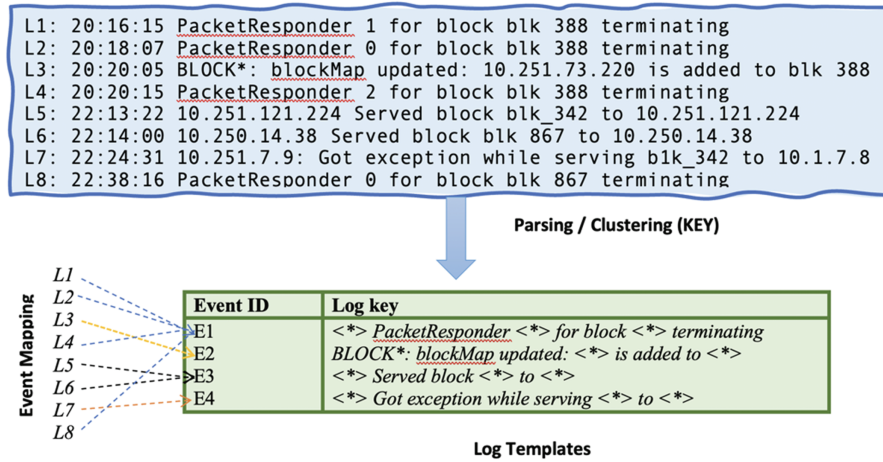 L1: 20:16:15 PacketResponder 1 for block blk 388 terminating
L2: 20:18:07 PacketResponder 0 for block blk 388 terminating
L3: 20:20:05 BLOCK*: blockMap updated: 10.251.73.220 is added to blk 388
L4: 20:20:15 PacketResponder 2 for block blk 388 terminating
L5: 22:13:22 10.251.121.224 Served block blk_342 to 10.251.121.224
L6: 22:14:00 10.250.14.38 Served block blk 867 to 10.250.14.38
L7: 22:24:31 10.251.7.9: Got exception while serving b1k_342 to 10.1.7.8
L8: 22:38:16 PacketResponder 0 for block blk 867 terminating
Parsing / Clustering (KEY)
Event Mapping
L1
L2
L3
L4
L5
L6
L7
L8
Event ID Log key
E1 <*> PacketResponder <*> for block <*> terminating
E2 BLOCK*: blockMap updated: <*> is added to <*>
E3 <*> Served block <*> to <*>
E4 <*> Got exception while serving <*> to <*>
Log Templates